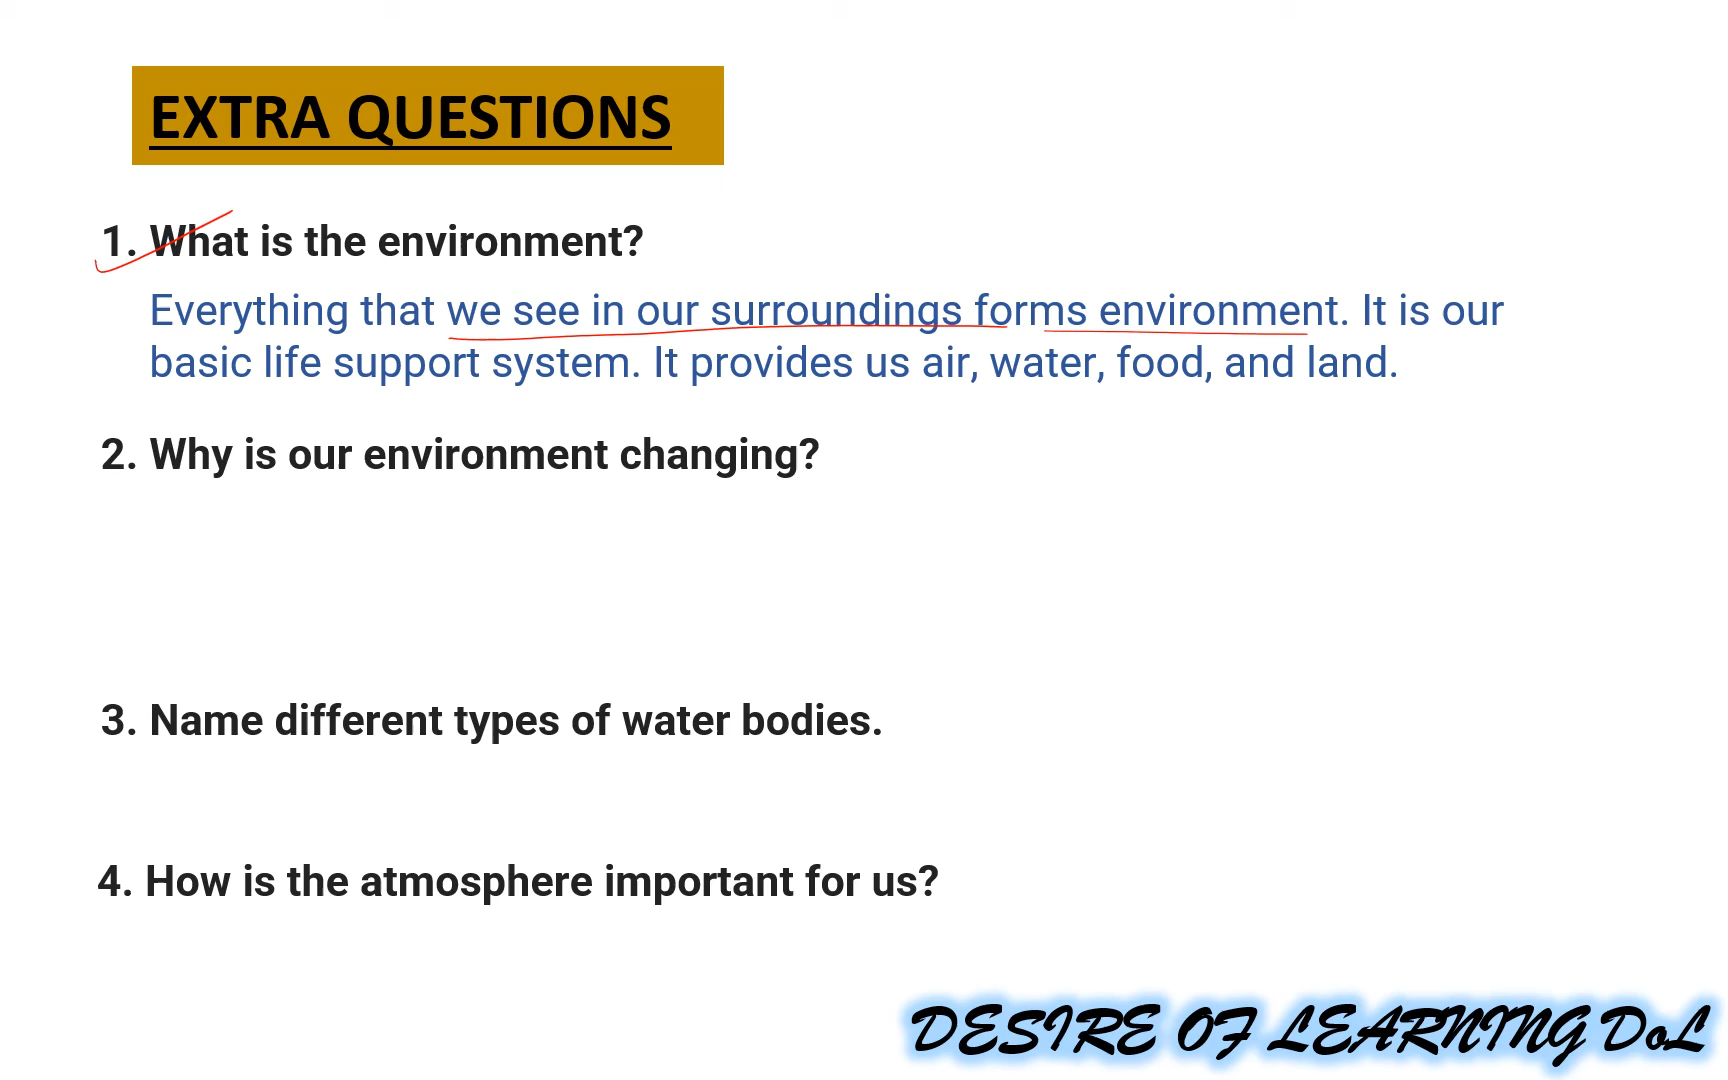 EXTRA QUESTIONS
1. What is the environment?
Everything that we see in our surroundings forms environment. It is our
basic life support system. It provides us air, water, food, and land.
2. Why is our environment changing?
3. Name different types of water bodies.
4. How is the atmosphere important for us?
DESIRE OF LEARNING DoL